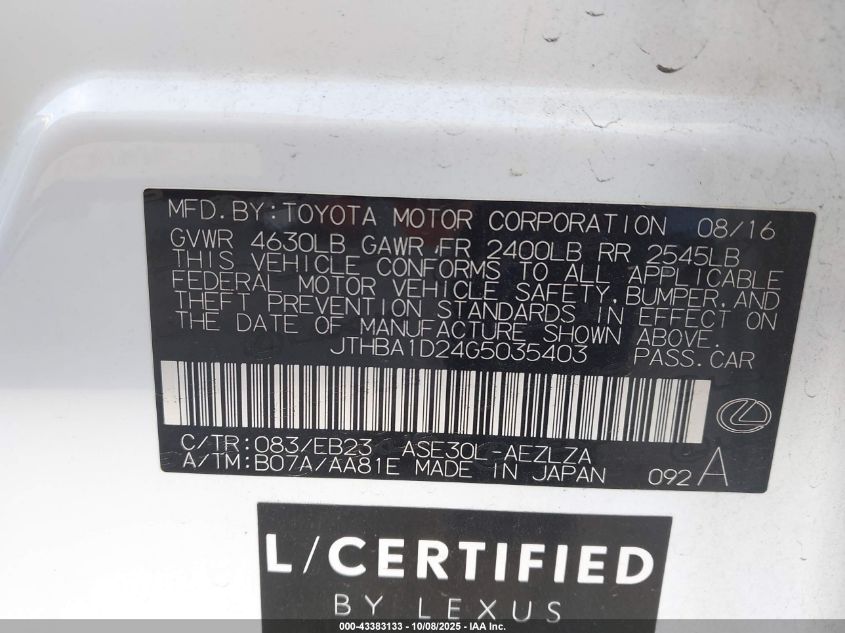 MFD. BY: TOYOTA MOTOR CORPORATION 08/16
GVWR 4630LB GAWR FR 2400LB RR 2545LB
THIS VEHICLE CONFORMS TO ALL APPLICABLE
FEDERAL MOTOR VEHICLE SAFETY, BUMPER, AND
THEFT PREVENTION STANDARDS IN EFFECT ON
THE DATE OF MANUFACTURE SHOWN ABOVE.
JTHBA1D24G5035403 PASS. CAR
C/TR: 083/EB23 ASE30L-AEZLZA
A/TM: B07A/AA81E MADE IN JAPAN 092 A
L/CERTIFIED
BY LEXUS
000-43383133 - 10/08/2025 - IAA Inc.